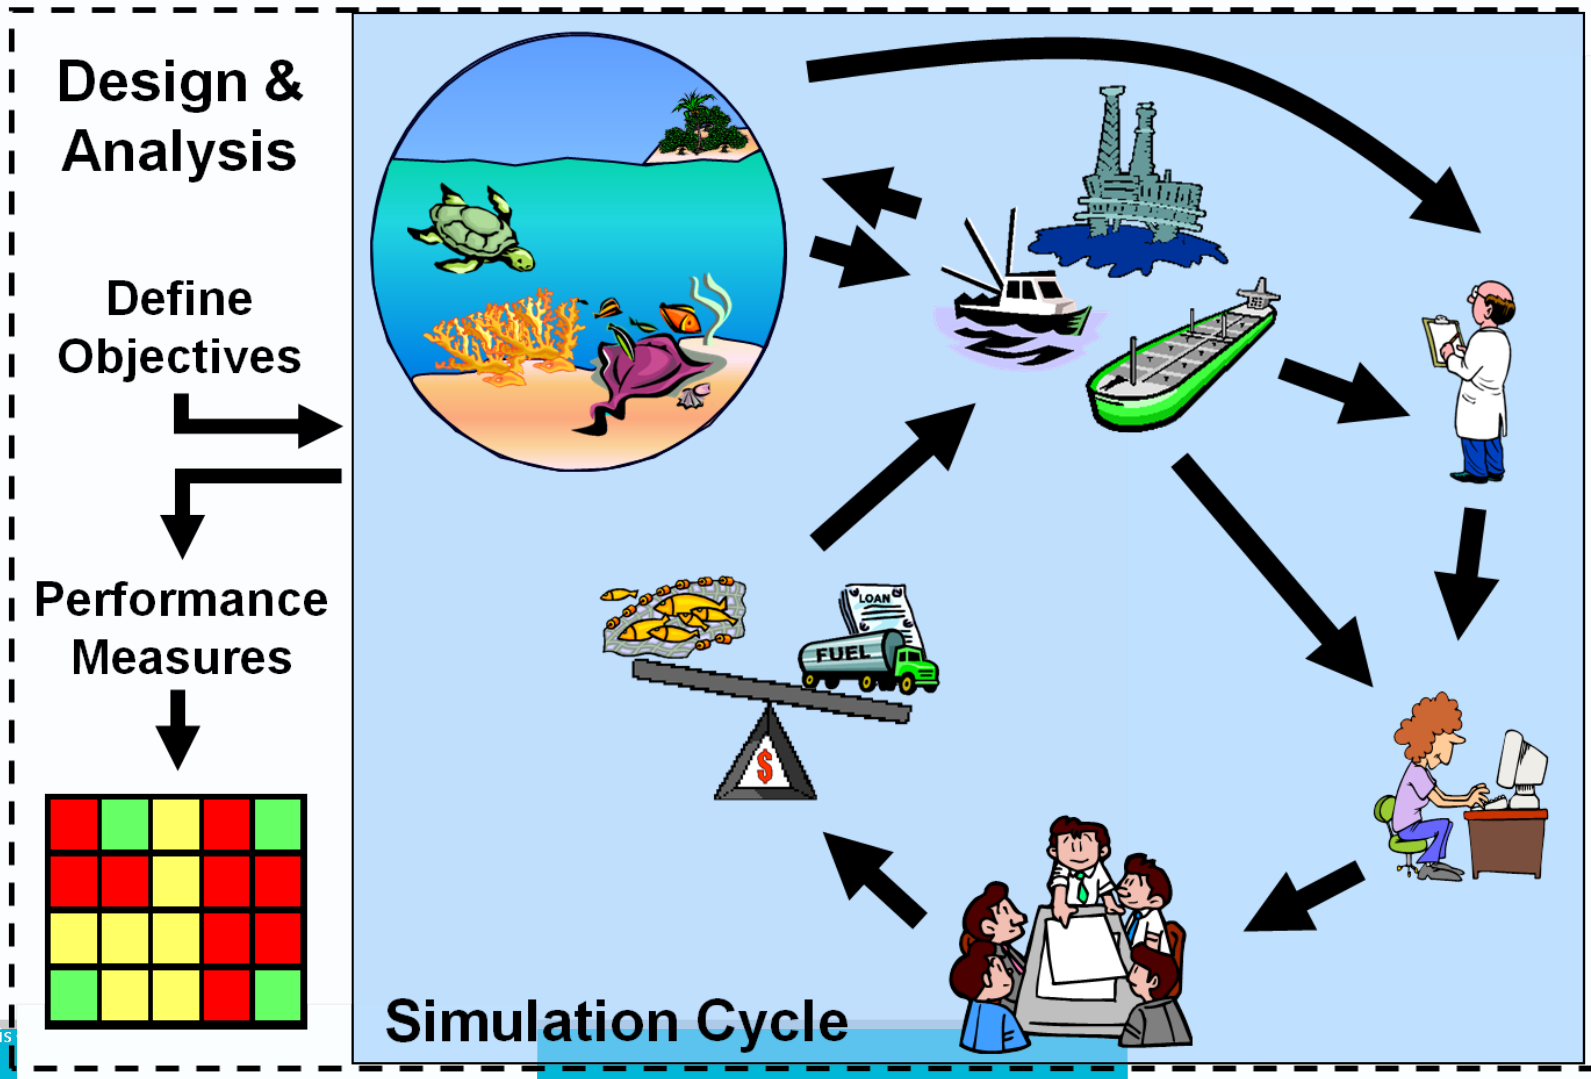 Design &
Analysis
Define
Objectives
Performance
Measures
LOAN
FUEL
$
Simulation Cycle